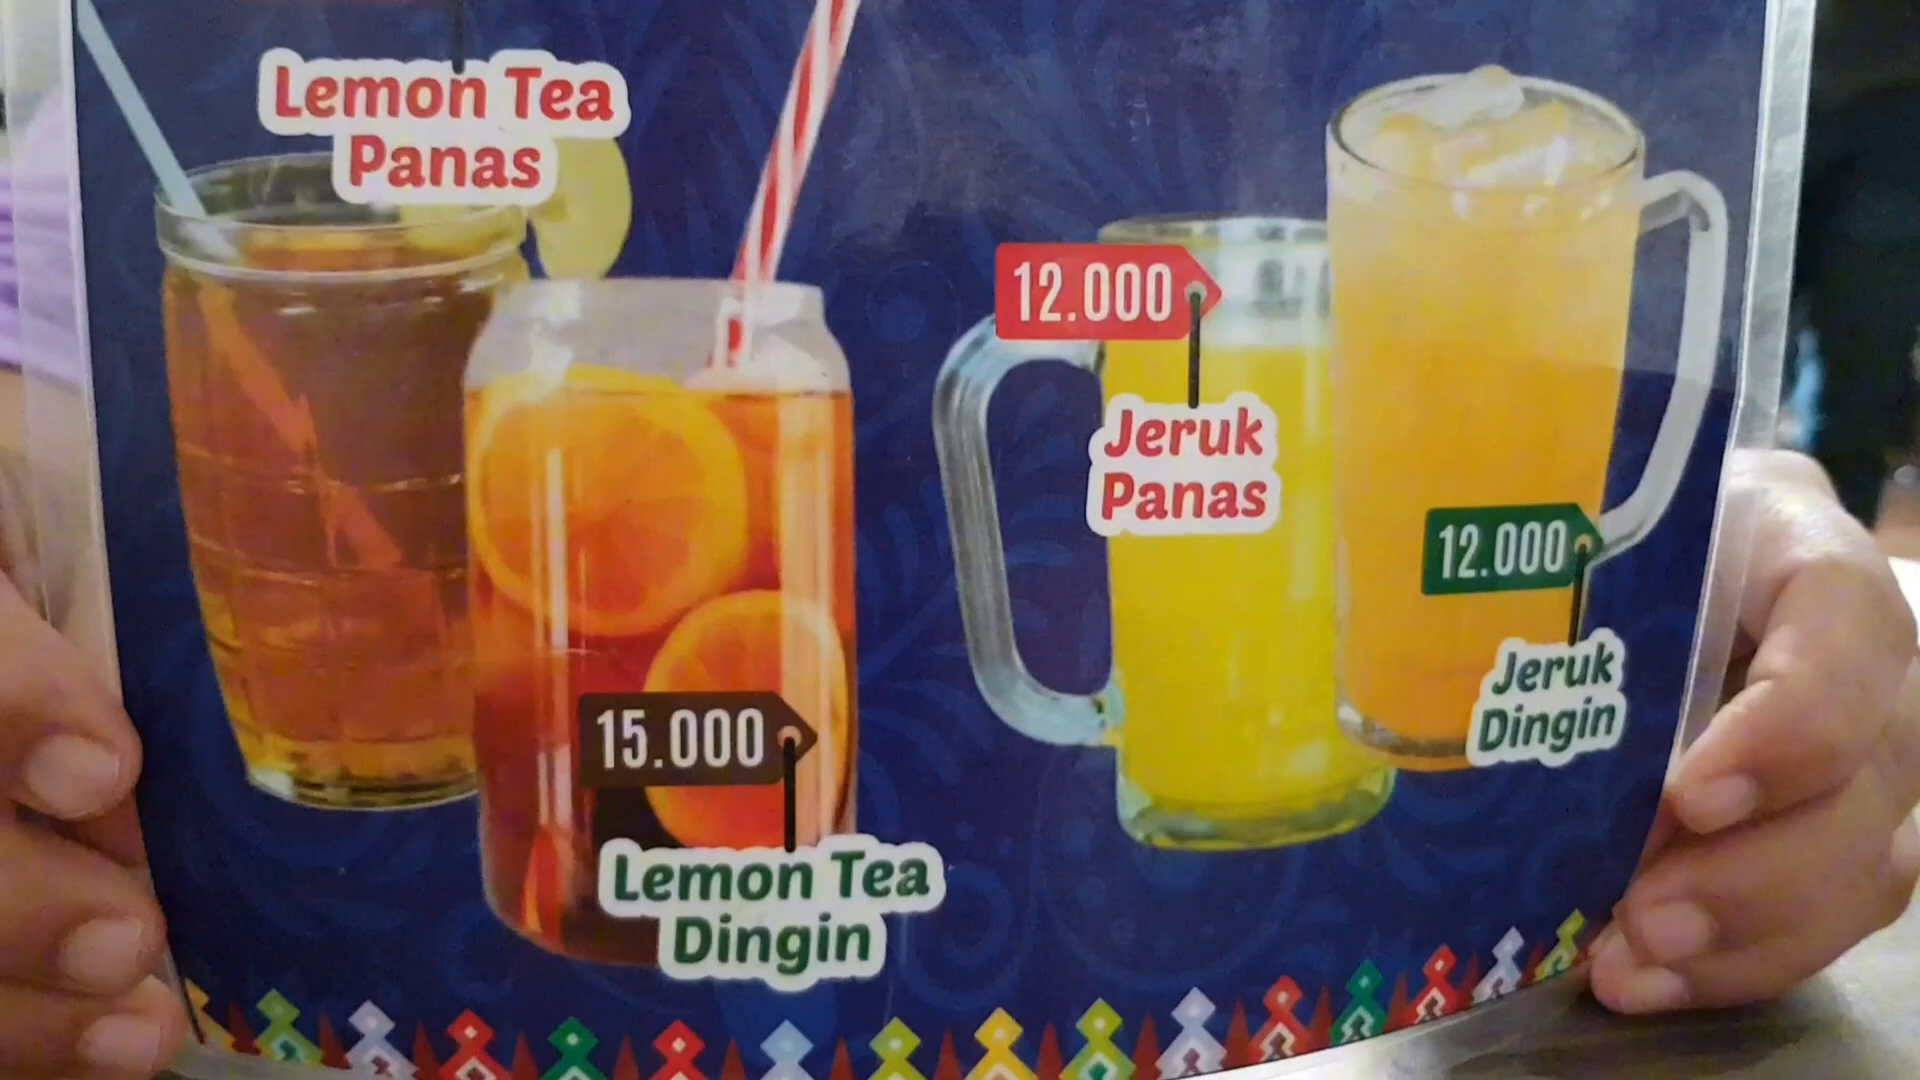 Lemon Tea
Panas
15.000
Lemon Tea
Dingin
12.000
Jeruk
Panas
12.000
Jeruk
Dingin